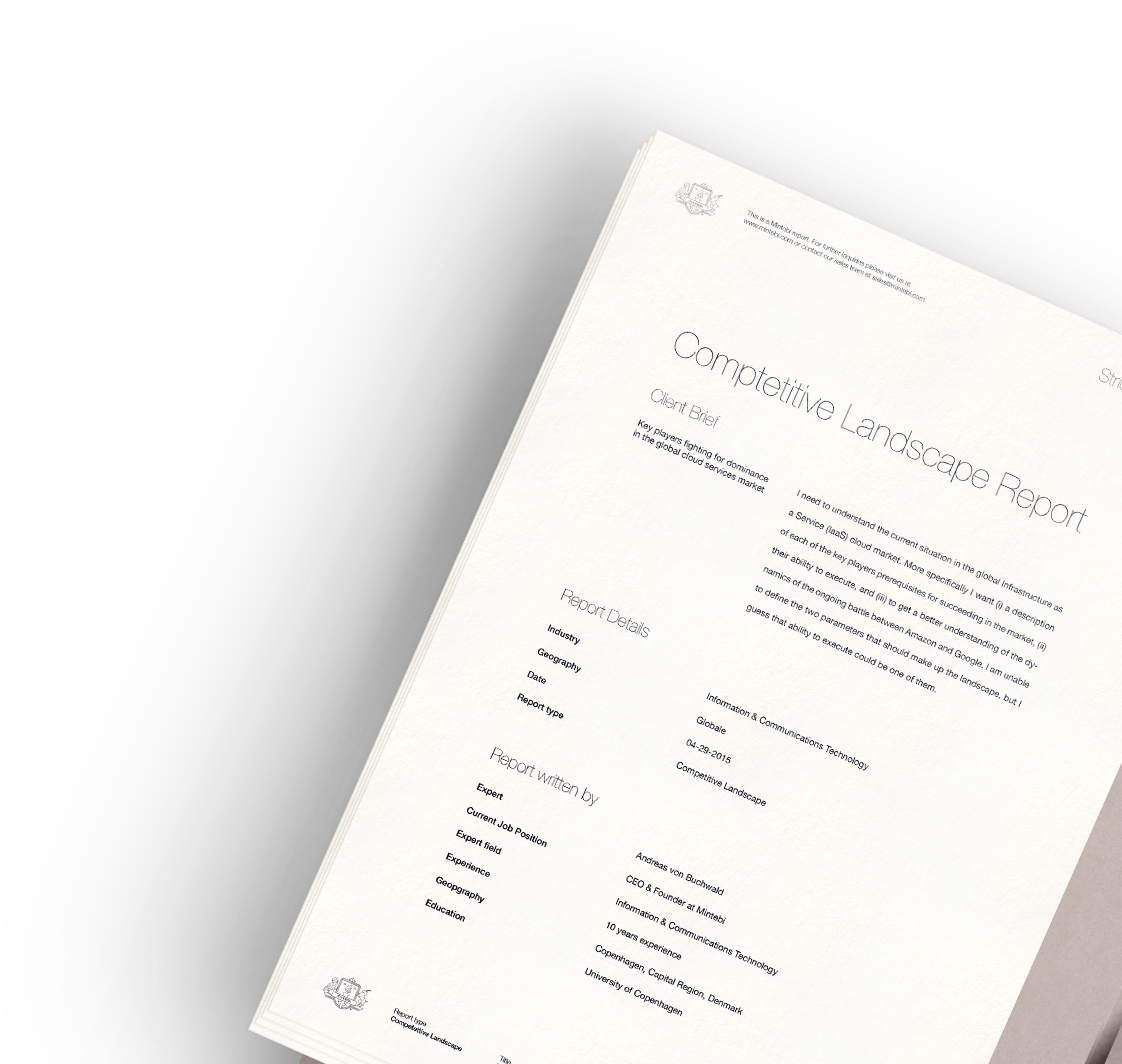 This is a Mintebi report. For further inquiries please visit us at
www.mintebi.com or contact our sales team at sales@mintebi.com
Comptetitive Landscape Report
Client Brief
Key players fighting for dominance
in the global cloud services market
I need to understand the current situation in the global Infrastructure as
a Service (IaaS) cloud market. More specifically I want (i) a description
of each of the key players prerequisites for succeeding in the market, (ii)
their ability to execute, and (iii) to get a better understanding of the dy-
namics of the ongoing battle between Amazon and Google. I am unable
to define the two parameters that should make up the landscape, but I
guess that ability to execute could be one of them.
Report Details
Industry
Geography
Date
Report type
Information & Communications Technology
Globale
04-29-2015
Competitive Landscape
Report written by
Expert
Current Job Position
Expert field
Experience
Geopgraphy
Education
Andreas von Buchwald
CEO & Founder at Mintebi
Information & Communications Technology
10 years experience
Copenhagen, Capital Region, Denmark
University of Copenhagen
Report type
Competetitive Landscape